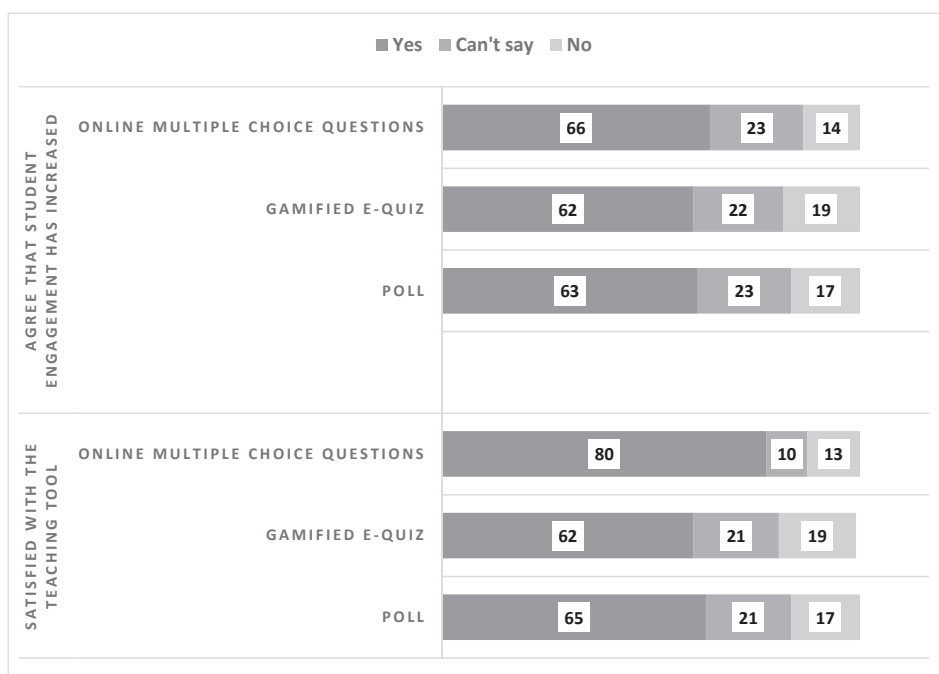 Yes Can't say No
AGREE THAT STUDENT
ENGAGEMENT HAS INCREASED
ONLINE MULTIPLE CHOICE QUESTIONS 66 23 14
GAMIFIED E-QUIZ 62 22 19
POLL 63 23 17
SATISFIED WITH THE
TEACHING TOOL
ONLINE MULTIPLE CHOICE QUESTIONS 80 10 13
GAMIFIED E-QUIZ 62 21 19
POLL 65 21 17